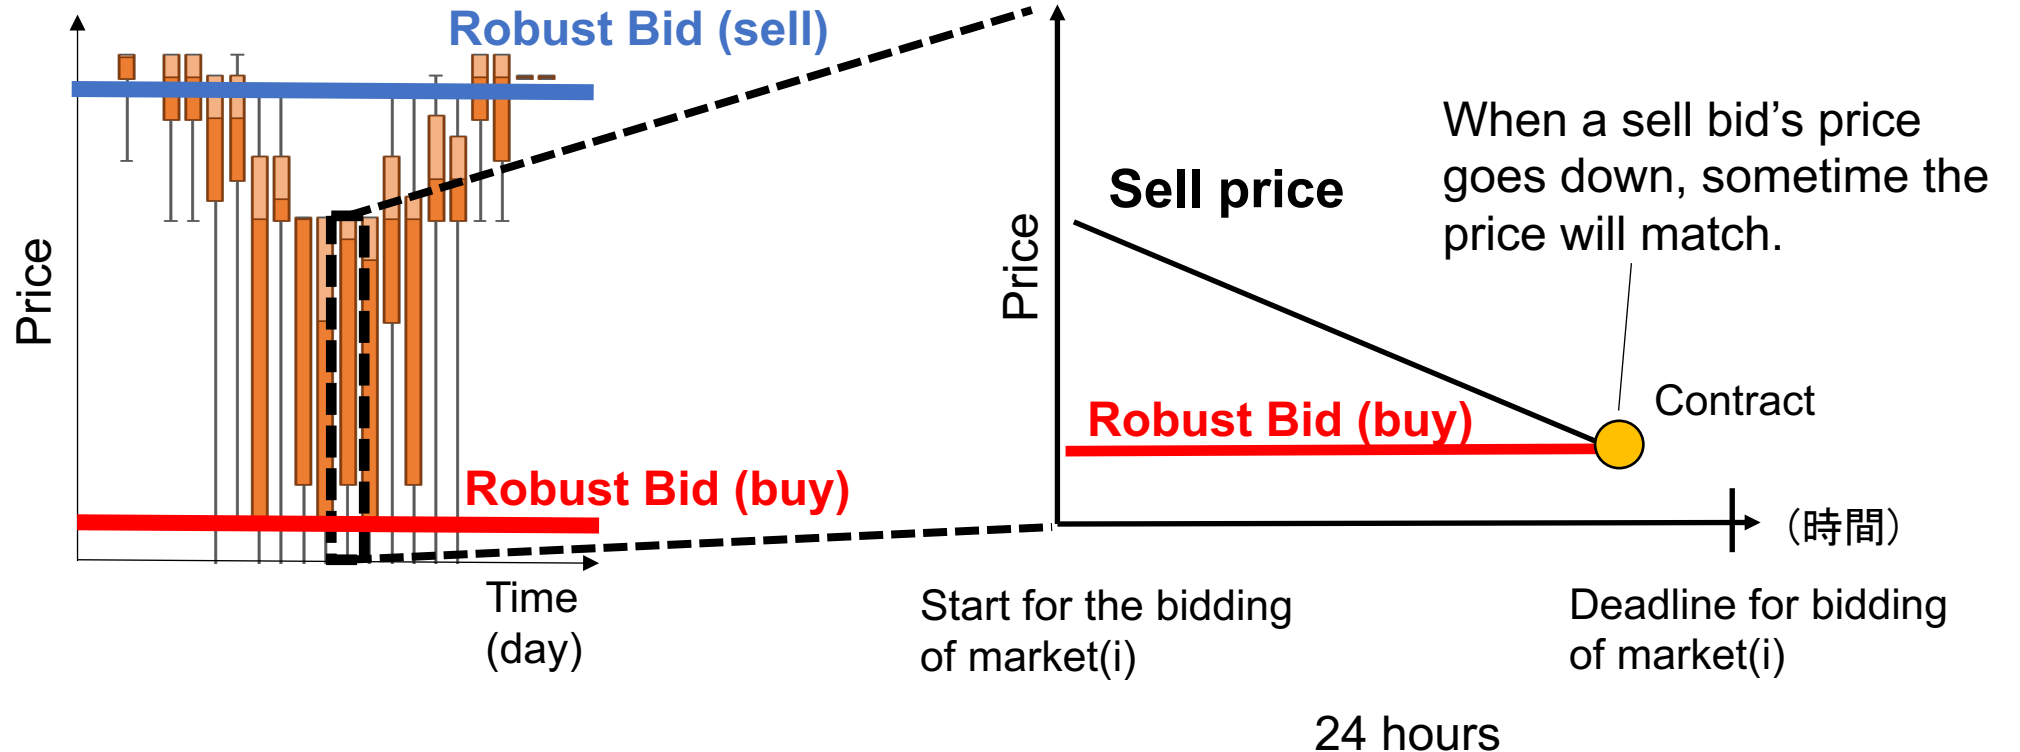 Robust Bid (sell)
Price
Robust Bid (buy)
Time
(day)
Price
Sell price
When a sell bid’s price
goes down, sometime the
price will match.
Robust Bid (buy)
Contract
（時間）
Start for the bidding
of market(i)
Deadline for bidding
of market(i)
24 hours